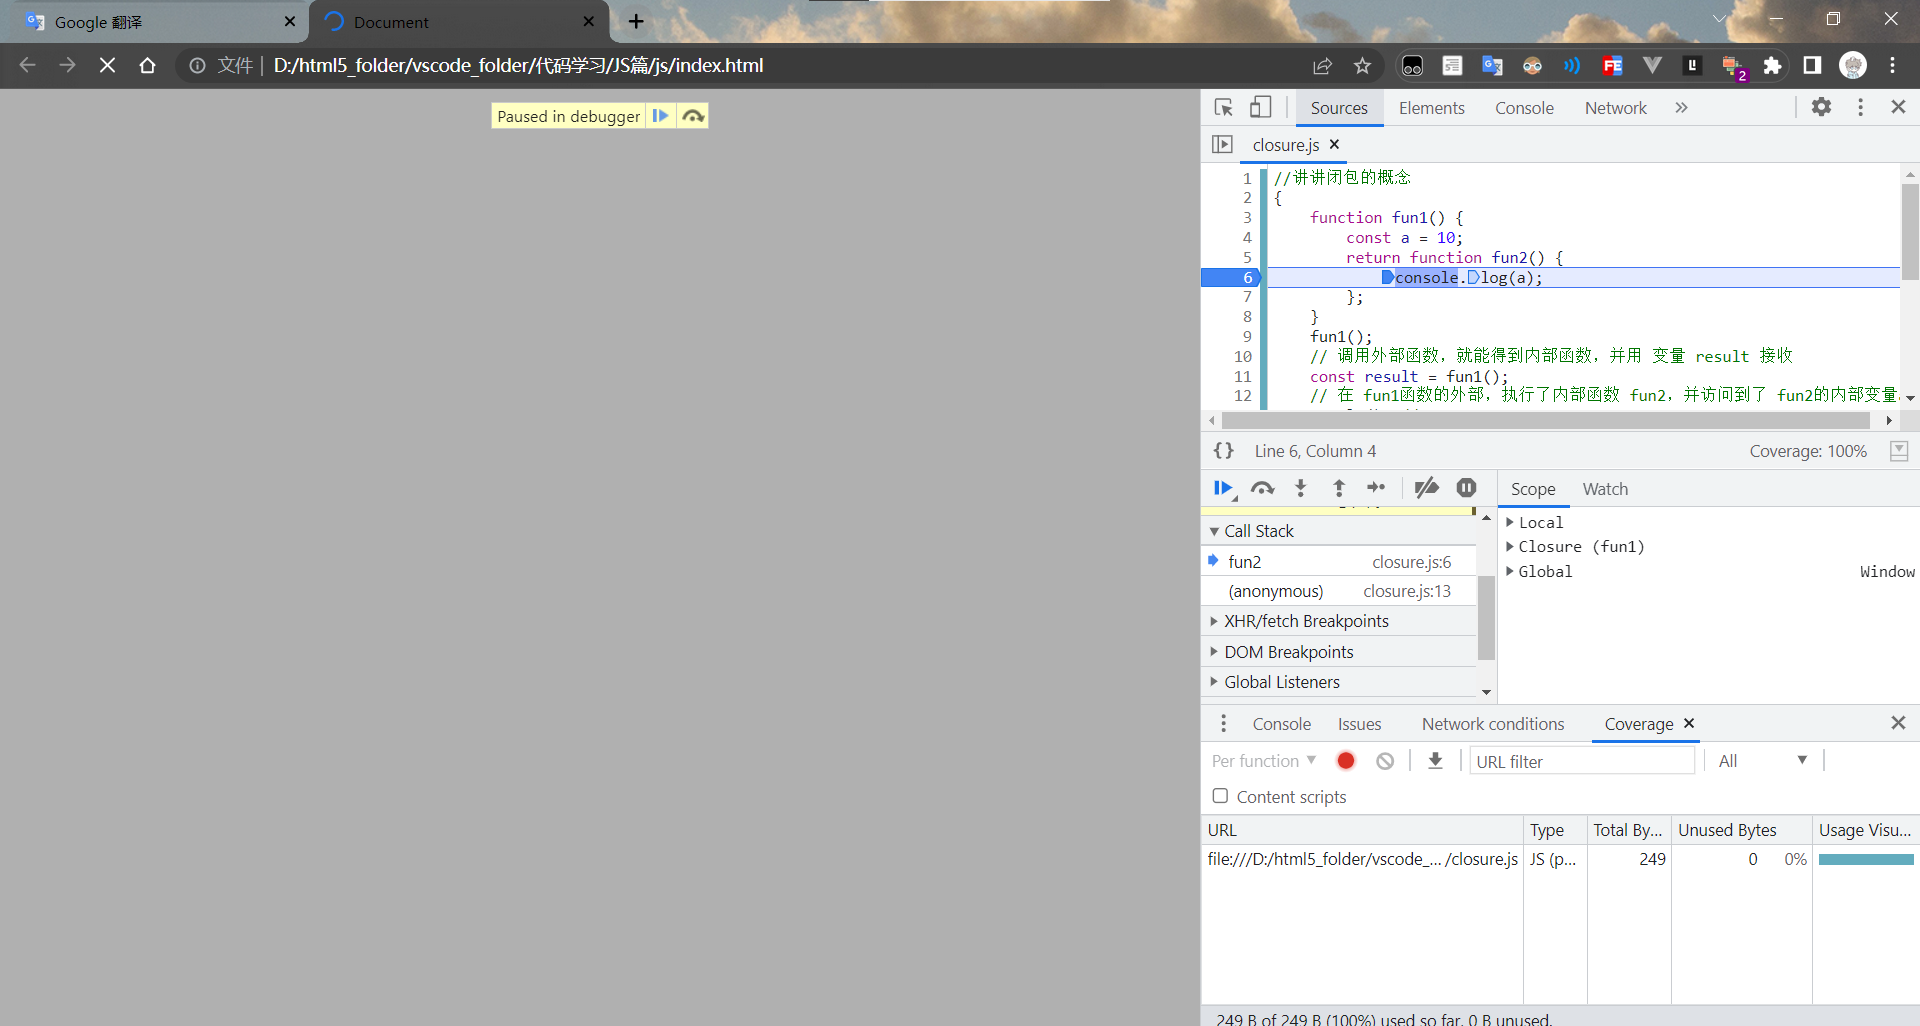 Google 翻译
Document
文件
D:/html5_folder/vscode_folder/代码学习/JS篇/js/index.html
2
Paused in debugger
Sources Elements Console Network
closure.js
1 //讲讲闭包的概念
2 {
3 function fun1() {
4 const a = 10;
5 return function fun2() {
6 console.log(a);
7 };
8 }
9 fun1();
10 // 调用外部函数，就能得到内部函数，并用 变量 result 接收
11 const result = fun1();
12 // 在 fun1函数的外部，执行了内部函数 fun2，并访问到了 fun2的内部变量
{} Line 6, Column 4 Coverage: 100%
Scope Watch
Call Stack
fun2 closure.js:6
(anonymous) closure.js:13
XHR/fetch Breakpoints
DOM Breakpoints
Global Listeners
Local
Closure (fun1)
Global Window
Console Issues Network conditions Coverage
Per function URL filter All
Content scripts
URL Type Total By... Unused Bytes Usage Visu...
file:///D:/html5_folder/vscode_... /closure.js JS (p... 249 0 0%
249 B of 249 B (100%) used so far, 0 B unused.